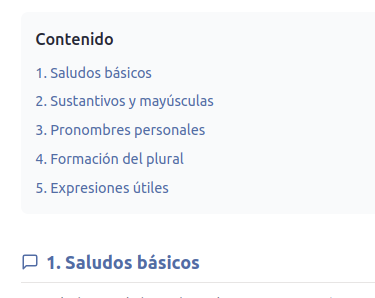 Contenido
1. Saludos básicos
2. Sustantivos y mayúsculas
3. Pronombres personales
4. Formación del plural
5. Expresiones útiles
1. Saludos básicos